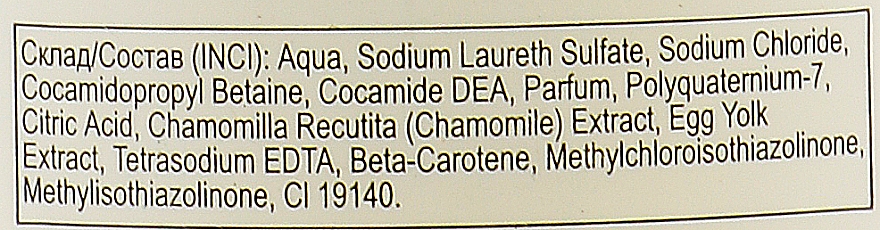 Склад/Состав (INCI): Aqua, Sodium Laureth Sulfate, Sodium Chloride,
Cocamidopropyl Betaine, Cocamide DEA, Parfum, Polyquaternium-7,
Citric Acid, Chamomilla Recutita (Chamomile) Extract, Egg Yolk
Extract, Tetrasodium EDTA, Beta-Carotene, Methylchloroisothiazolinone,
Methylisothiazolinone, CI 19140.